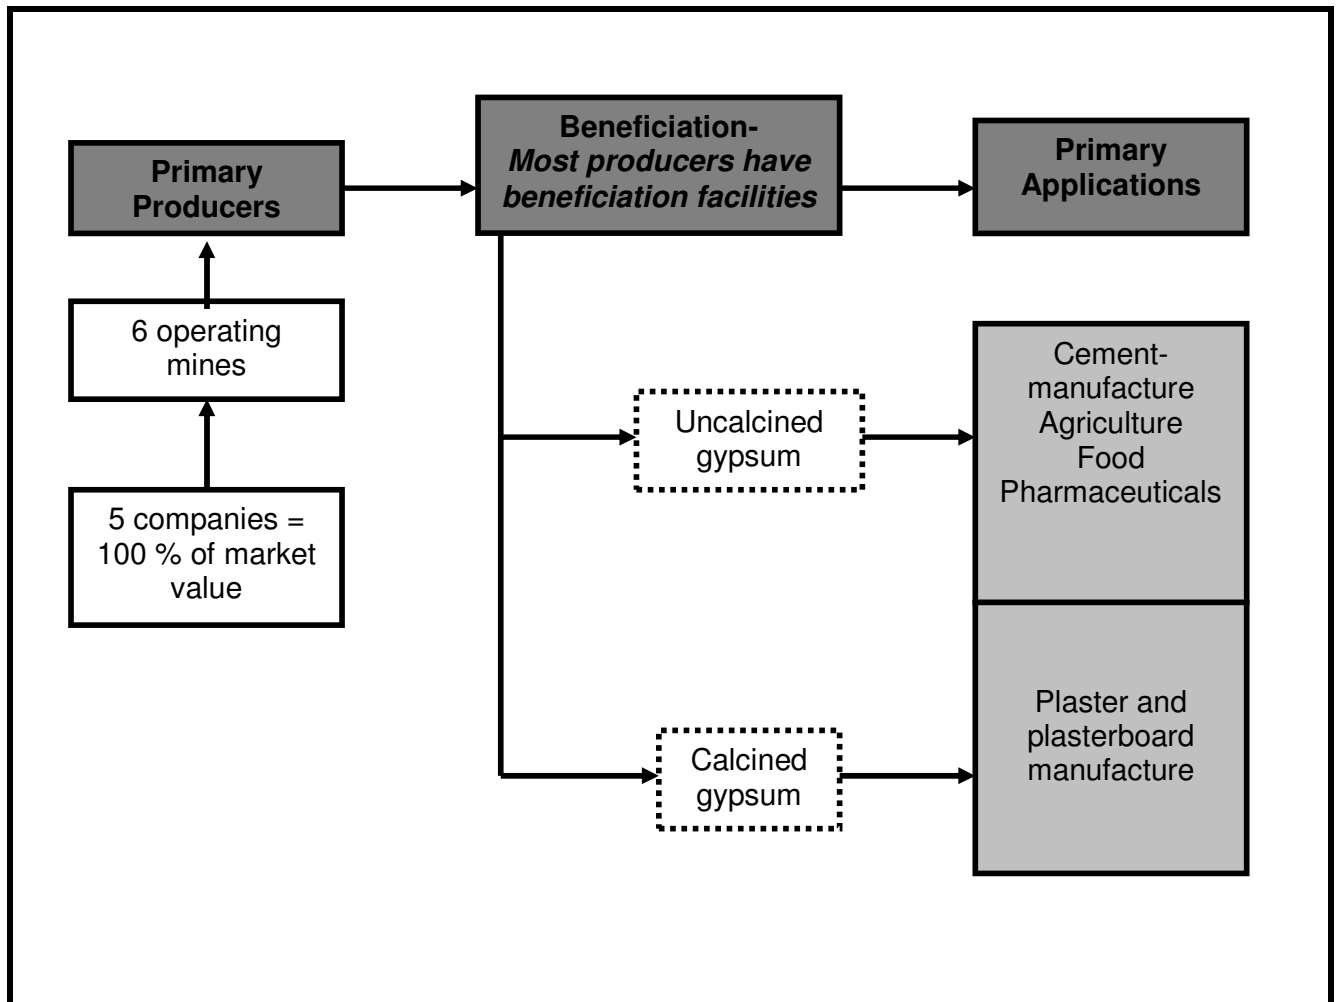 Primary
Producers
Beneficiation-
Most producers have
beneficiation facilities
Primary
Applications
6 operating
mines
5 companies =
100 % of market
value
Uncalcined
gypsum
Cement-
manufacture
Agriculture
Food
Pharmaceuticals
Calcined
gypsum
Plaster and
plasterboard
manufacture